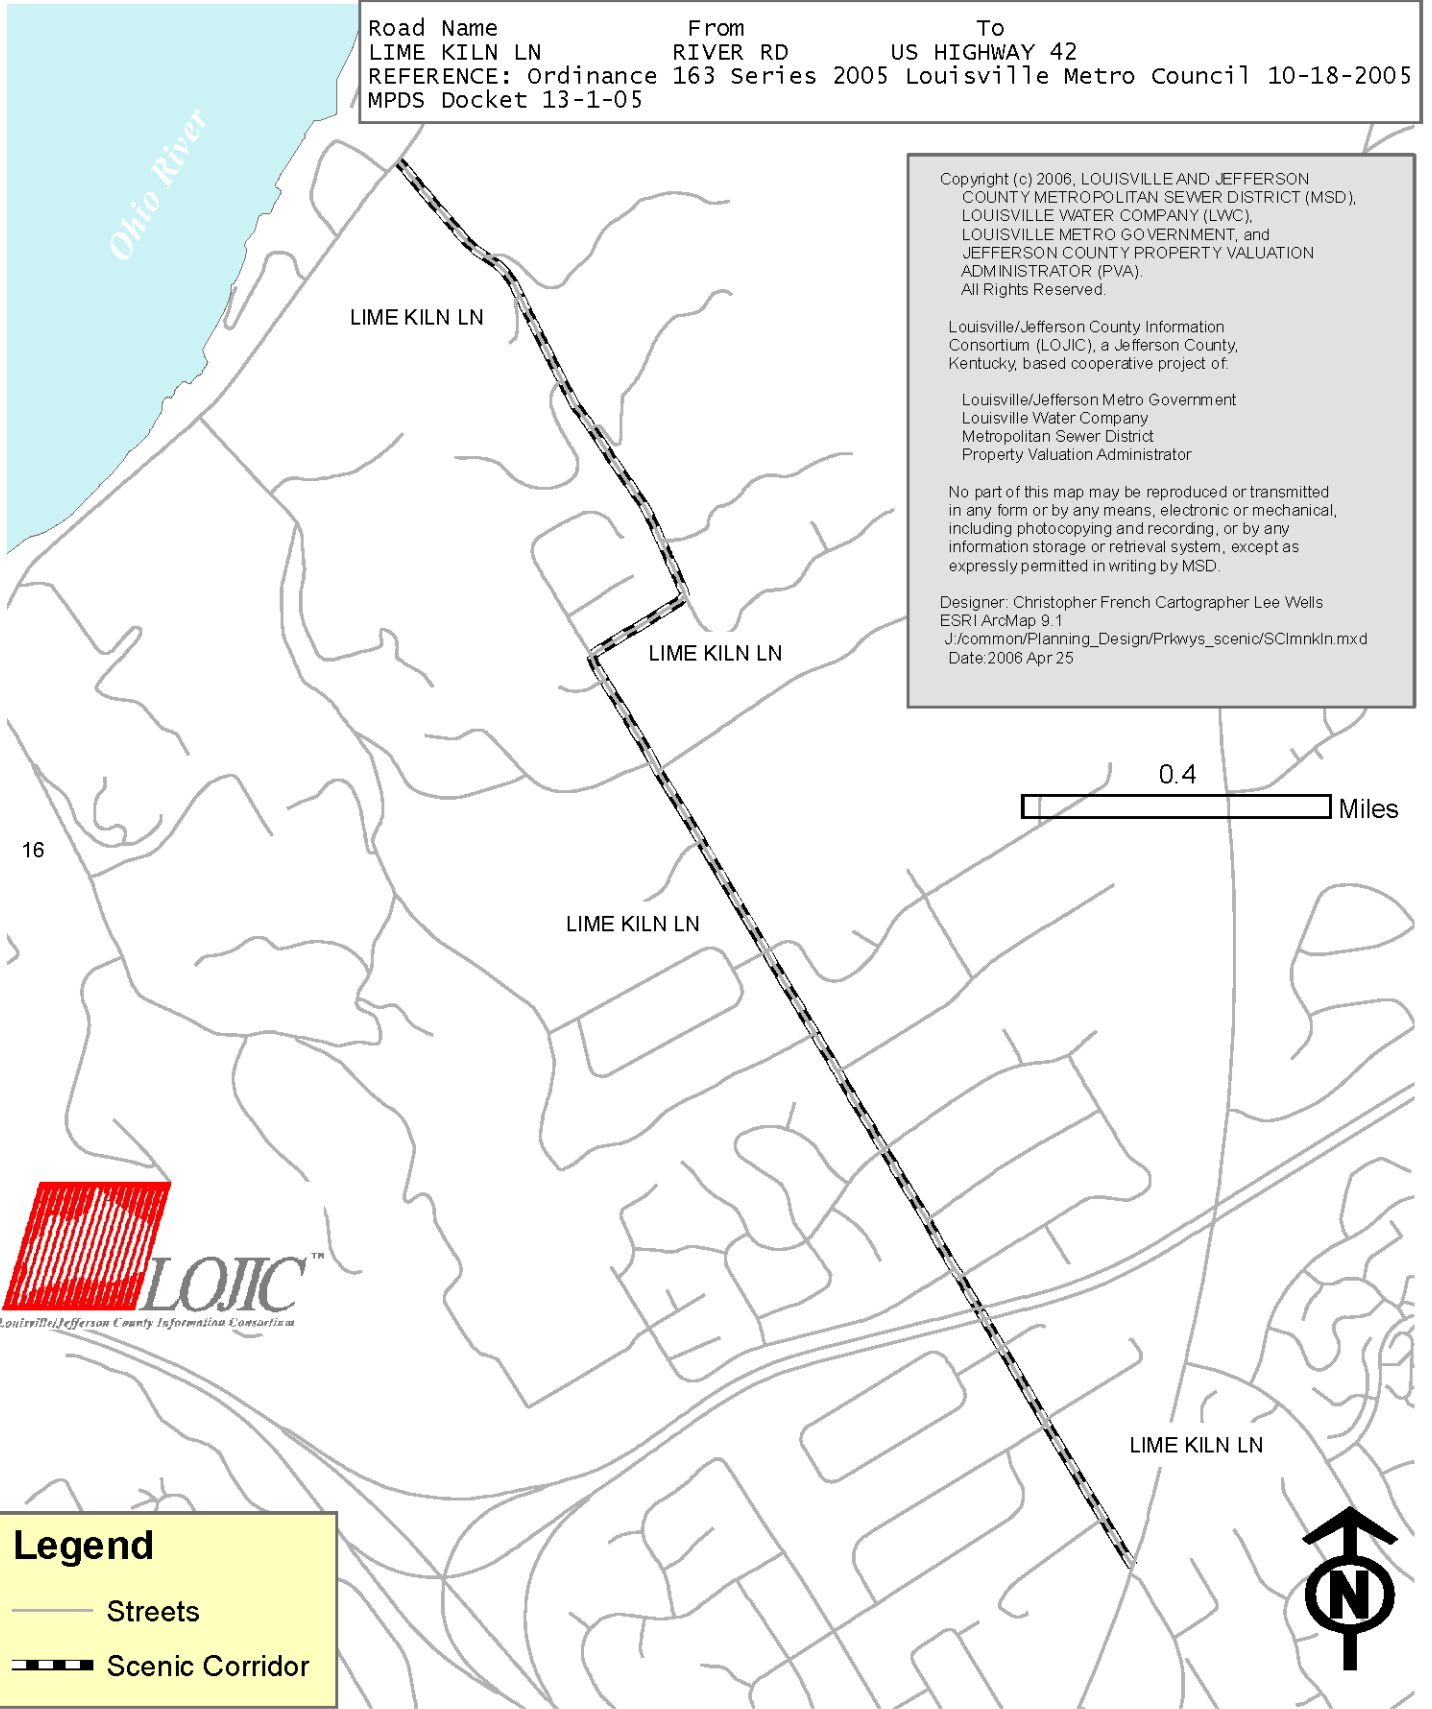 Road Name From To
LIME KILN LN RIVER RD US HIGHWAY 42
REFERENCE: Ordinance 163 Series 2005 Louisville Metro Council 10-18-2005
MPDS Docket 13-1-05
Ohio River
Copyright (c) 2006, LOUISVILLE AND JEFFERSON
COUNTY METROPOLITAN SEWER DISTRICT (MSD),
LOUISVILLE WATER COMPANY (LWC),
LOUISVILLE METRO GOVERNMENT, and
JEFFERSON COUNTY PROPERTY VALUATION
ADMINISTRATOR (PVA).
All Rights Reserved.
Louisville/Jefferson County Information
Consortium (LOJIC), a Jefferson County,
Kentucky, based cooperative project of:
Louisville/Jefferson Metro Government
Louisville Water Company
Metropolitan Sewer District
Property Valuation Administrator
No part of this map may be reproduced or transmitted
in any form or by any means, electronic or mechanical,
including photocopying and recording, or by any
information storage or retrieval system, except as
expressly permitted in writing by MSD.
Designer: Christopher French Cartographer Lee Wells
ESRI ArcMap 9.1
J:/common/Planning_Design/Prkwys_scenic/SClmnkln.mxd
Date:2006 Apr 25
LIME KILN LN
LIME KILN LN
0.4
Miles
16
LIME KILN LN
LOJIC™
Louisville/Jefferson County Information Consortium
LIME KILN LN
Legend
Streets
Scenic Corridor
N